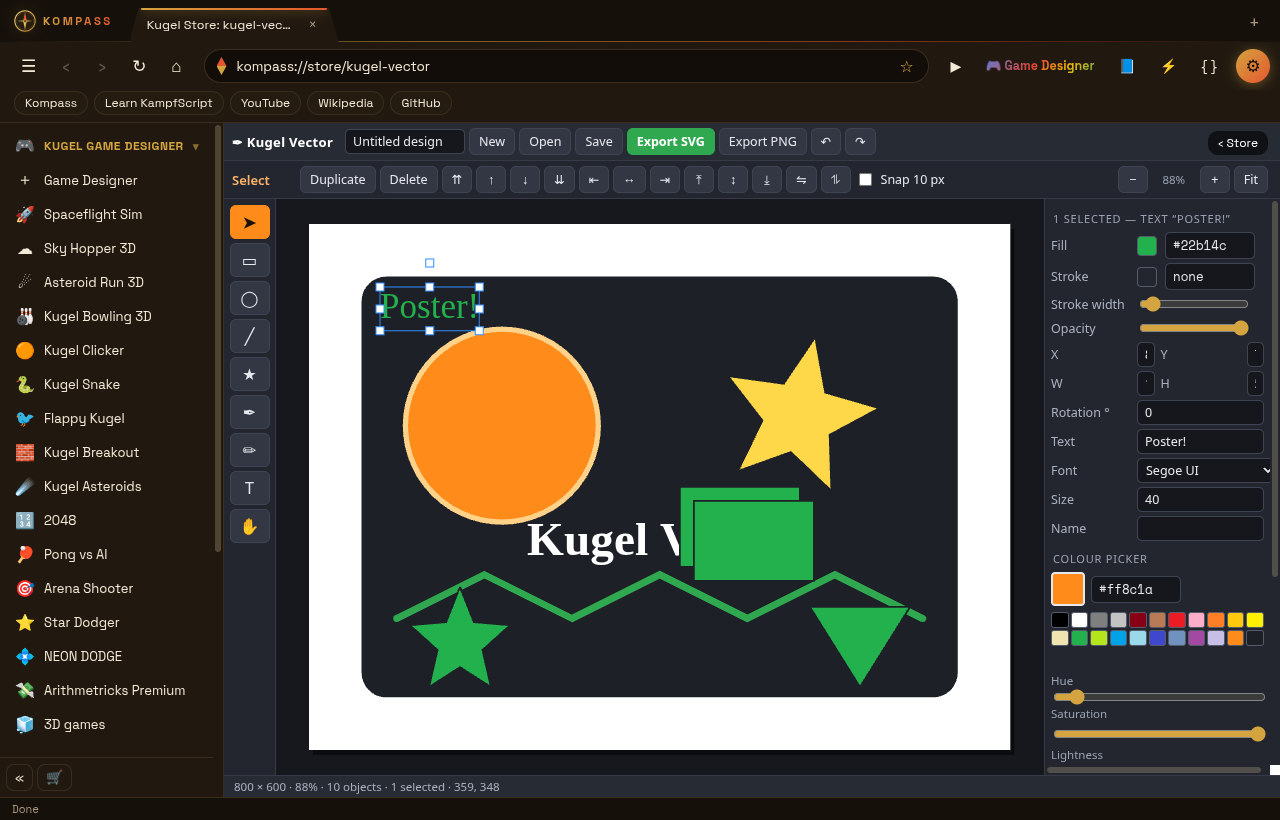 KOMPASS
Kugel Store: kugel-vec… ×
+
kompass://store/kugel-vector
Game Designer
Kompass
Learn KampfScript
YouTube
Wikipedia
GitHub
KUGEL GAME DESIGNER
+ Game Designer
Spaceflight Sim
Sky Hopper 3D
Asteroid Run 3D
Kugel Bowling 3D
Kugel Clicker
Kugel Snake
Flappy Kugel
Kugel Breakout
Kugel Asteroids
2048
Pong vs AI
Arena Shooter
Star Dodger
NEON DODGE
Arithmetricks Premium
3D games
«
Kugel Vector
Untitled design
New
Open
Save
Export SVG
Export PNG
‹ Store
Select
Duplicate
Delete
Snap 10 px
−
88%
+
Fit
T
Poster!
Kugel V
1 SELECTED — TEXT “POSTER!”
Fill #22b14c
Stroke none
Stroke width
Opacity
X Y
W H
Rotation ° 0
Text Poster!
Font Segoe UI
Size 40
Name
COLOUR PICKER
#ff8c1a
Hue
Saturation
Lightness
800 × 600 · 88% · 10 objects · 1 selected · 359, 348
Done